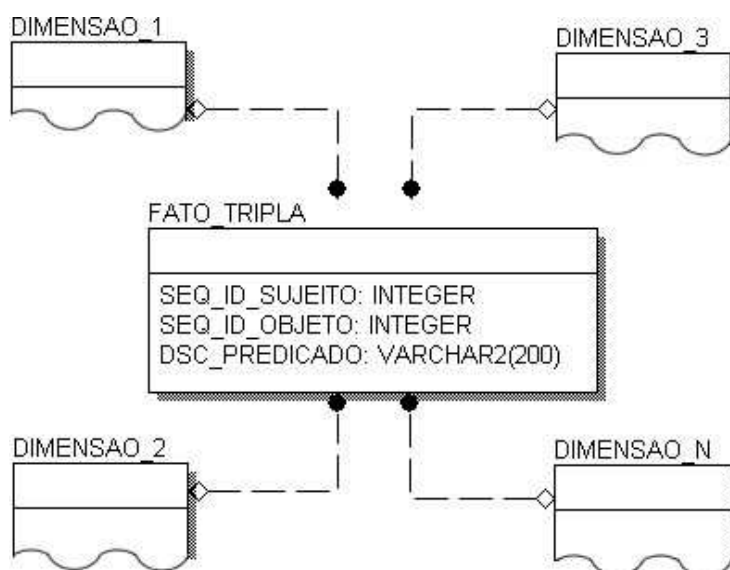 DIMENSAO_1
DIMENSAO_3
FATO_TRIPLA
SEQ_ID_SUJEITO: INTEGER
SEQ_ID_OBJETO: INTEGER
DSC_PREDICADO: VARCHAR2(200)
DIMENSAO_2
DIMENSAO_N